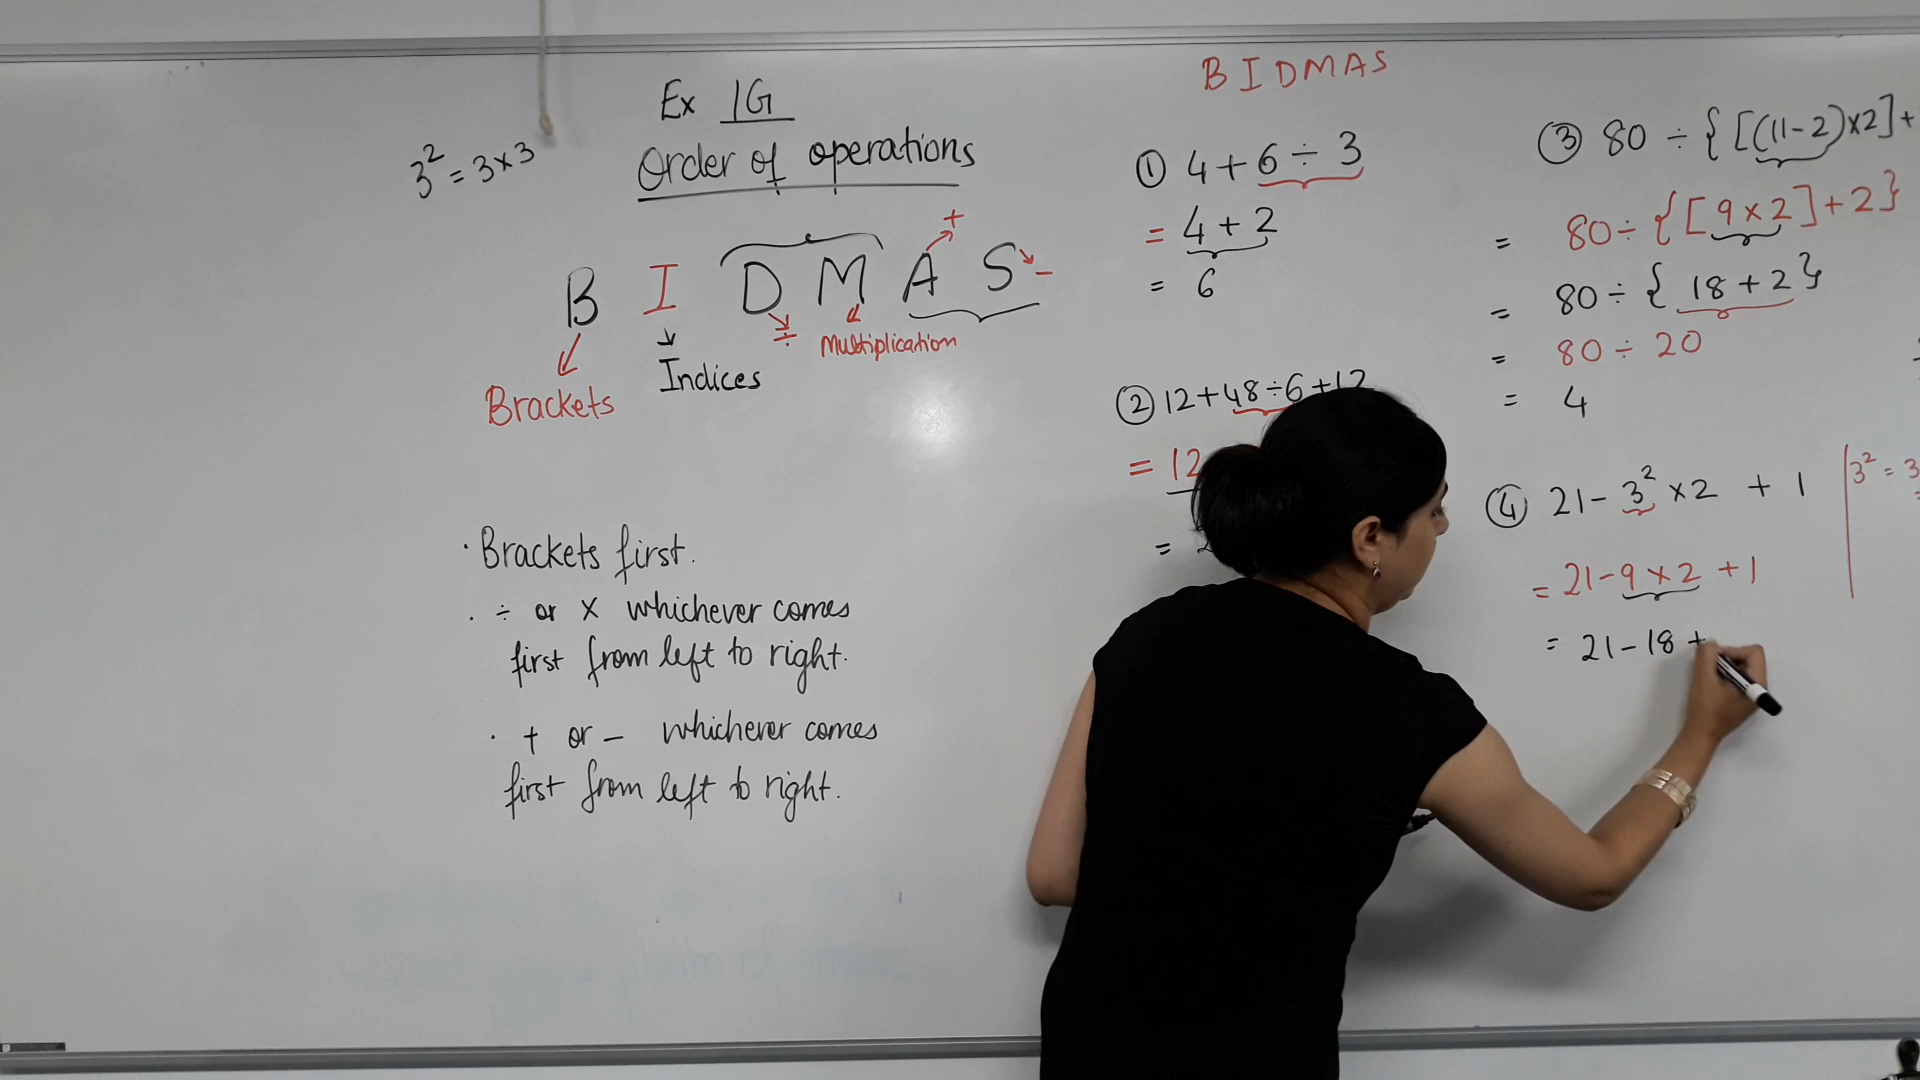 Ex 1G
Order of operations
3² = 3×3
B I D M A S
+
-
÷
Multiplication
Brackets
Indices
· Brackets first.
· ÷ or × whichever comes
first from left to right.
· + or - whichever comes
first from left to right.
BIDMAS
① 4 + 6 ÷ 3
= 4 + 2
= 6
② 12+48÷6+12
= 12
=
③ 80 ÷ { [(11-2)×2]+
= 80÷{[9×2]+2}
= 80÷{ 18+2}
= 80 ÷ 20
= 4
④ 21- 3² ×2 + 1
= 21-9×2 +1
= 21-18 +
3² = 3